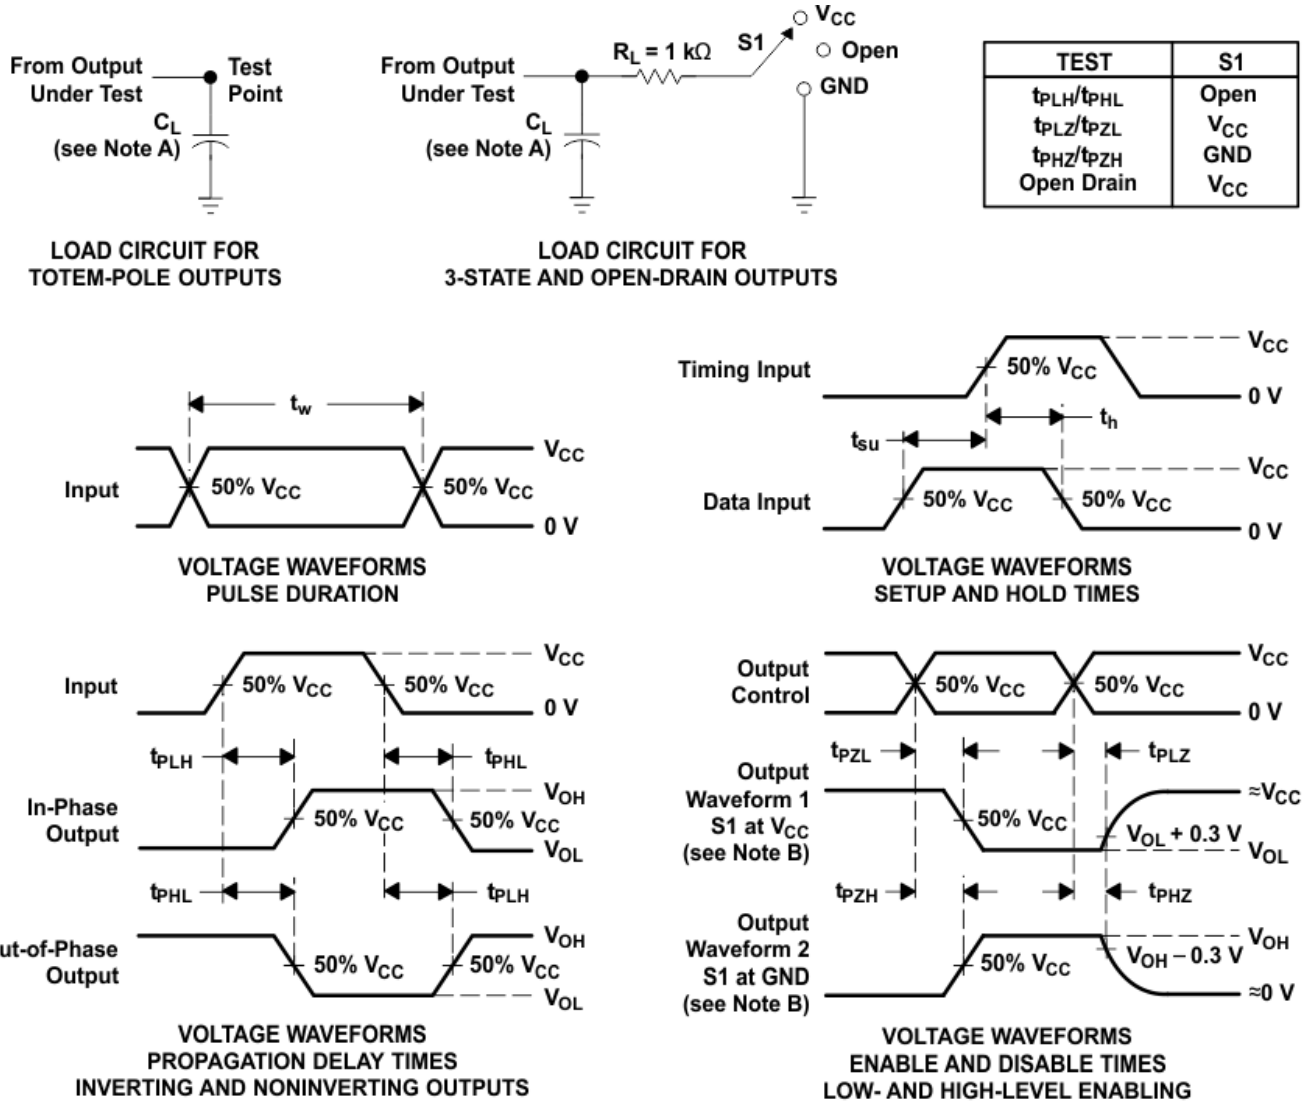 From Output
Under Test
Test
Point
CL
(see Note A)
LOAD CIRCUIT FOR
TOTEM-POLE OUTPUTS
From Output
Under Test
RL = 1 kΩ
S1
VCC
Open
GND
CL
(see Note A)
LOAD CIRCUIT FOR
3-STATE AND OPEN-DRAIN OUTPUTS
TEST S1
tPLH/tPHL Open
tPLZ/tPZL VCC
tPHZ/tPZH GND
Open Drain VCC
tw
Input
50% VCC
50% VCC
VCC
0 V
VOLTAGE WAVEFORMS
PULSE DURATION
Timing Input
50% VCC
VCC
0 V
th
tsu
Data Input
50% VCC
50% VCC
VCC
0 V
VOLTAGE WAVEFORMS
SETUP AND HOLD TIMES
Input
50% VCC
50% VCC
VCC
0 V
tPLH
tPHL
In-Phase
Output
50% VCC
50% VCC
VOH
VOL
tPHL
tPLH
ut-of-Phase
Output
50% VCC
50% VCC
VOH
VOL
VOLTAGE WAVEFORMS
PROPAGATION DELAY TIMES
INVERTING AND NONINVERTING OUTPUTS
Output
Control
50% VCC
50% VCC
VCC
0 V
tPZL
tPLZ
Output
Waveform 1
S1 at VCC
(see Note B)
50% VCC
VOL + 0.3 V
≈VCC
VOL
tPZH
tPHZ
Output
Waveform 2
S1 at GND
(see Note B)
50% VCC
VOH – 0.3 V
VOH
≈0 V
VOLTAGE WAVEFORMS
ENABLE AND DISABLE TIMES
LOW- AND HIGH-LEVEL ENABLING